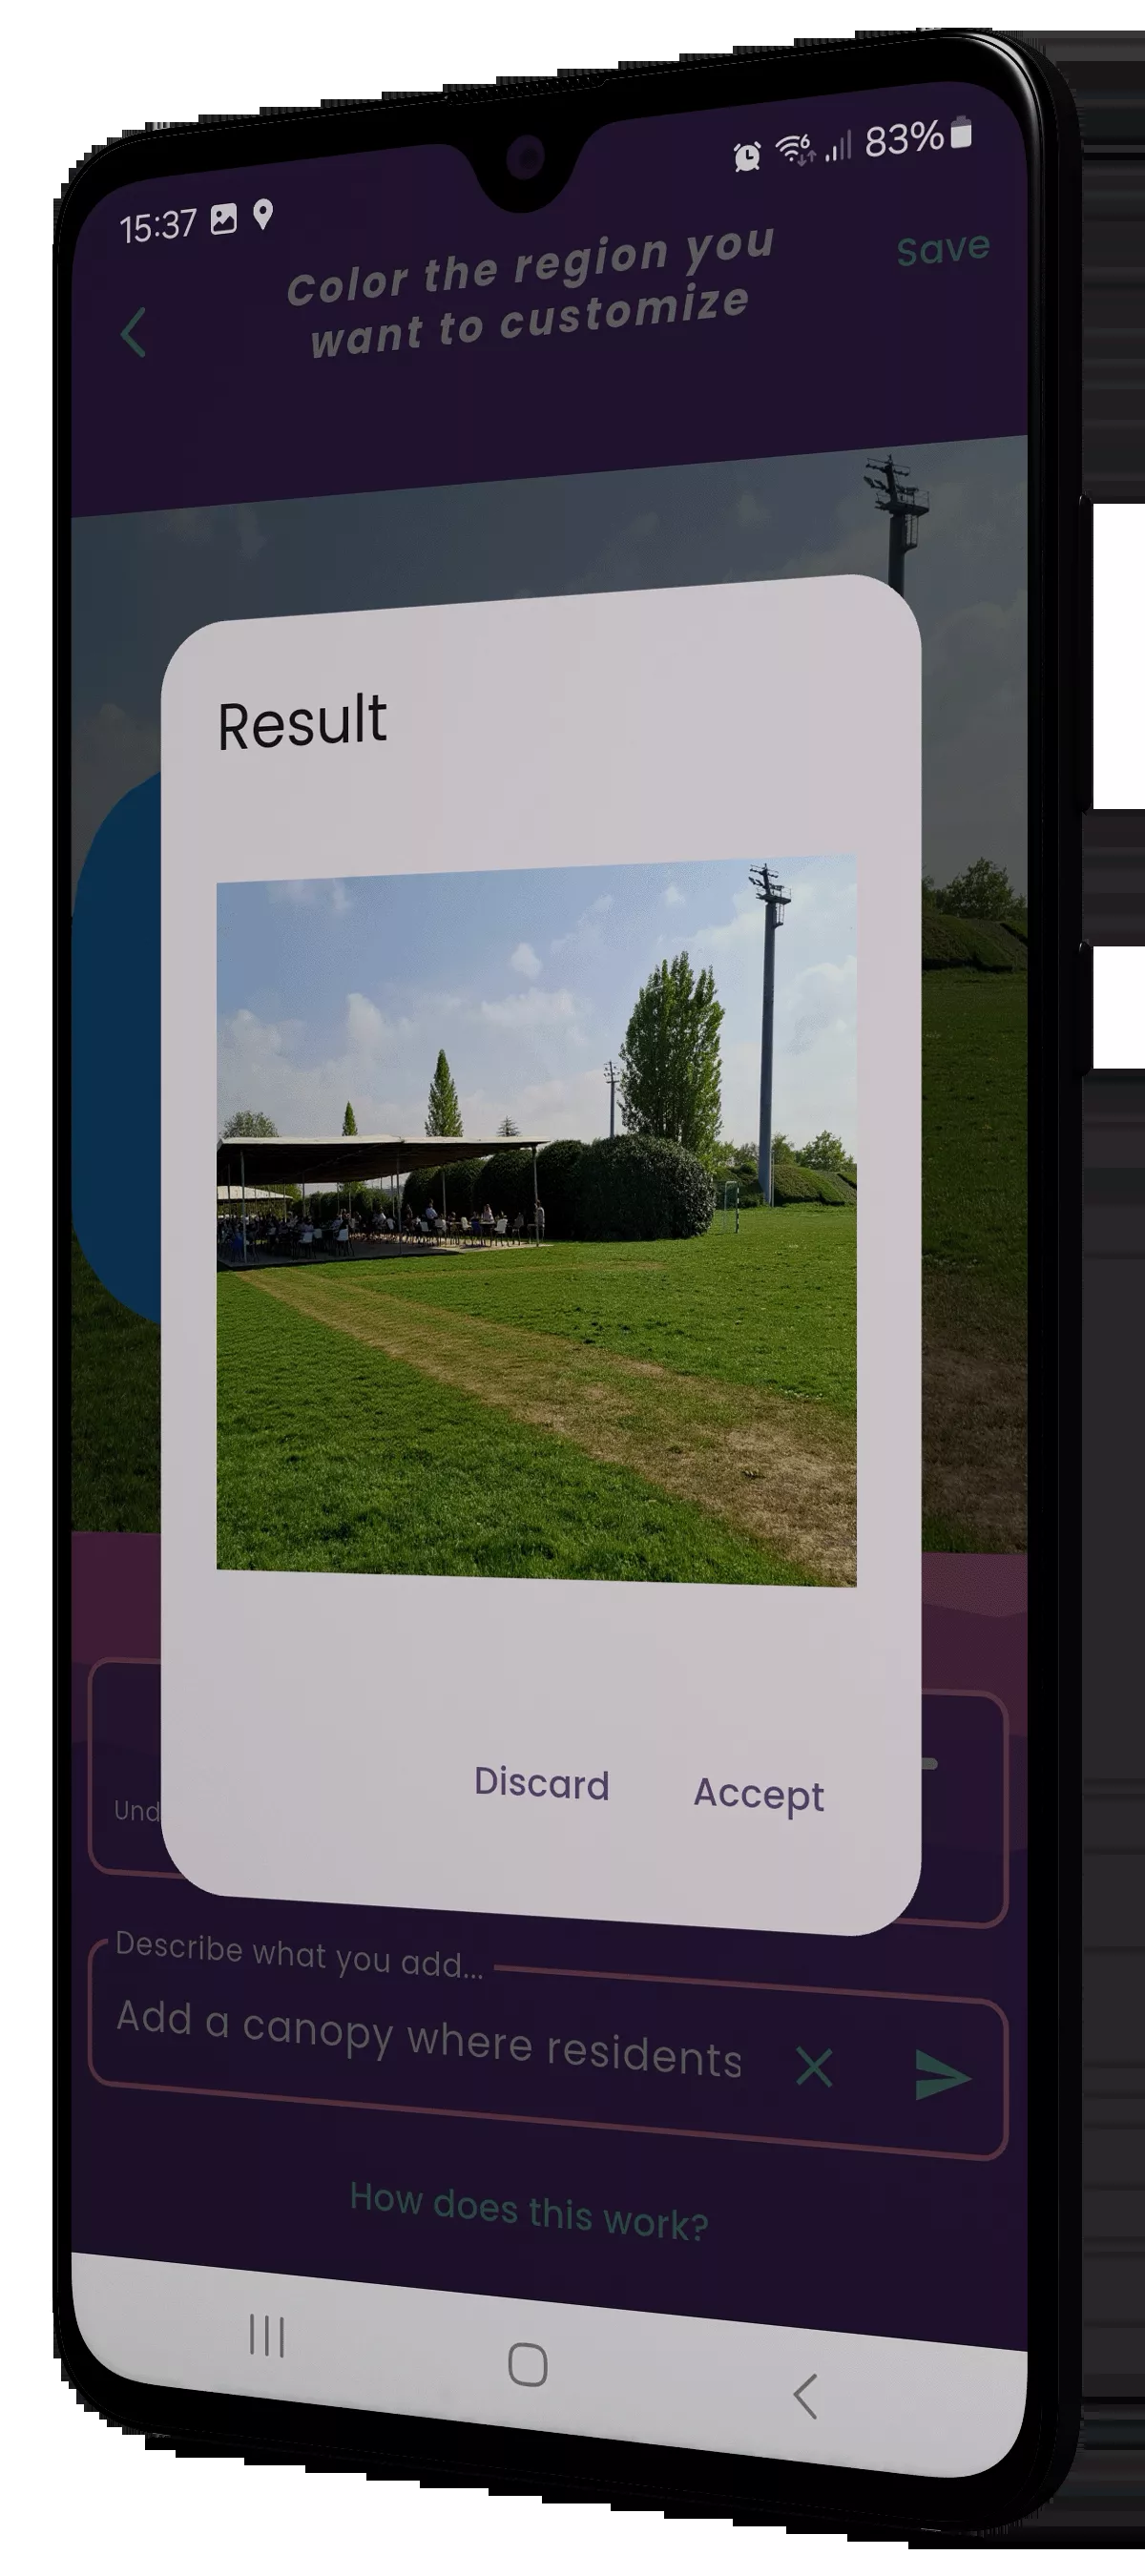 15:37
83%
Color the region you
want to customize
Save
Result
Discard
Accept
Und
Describe what you add...
Add a canopy where residents
How does this work?